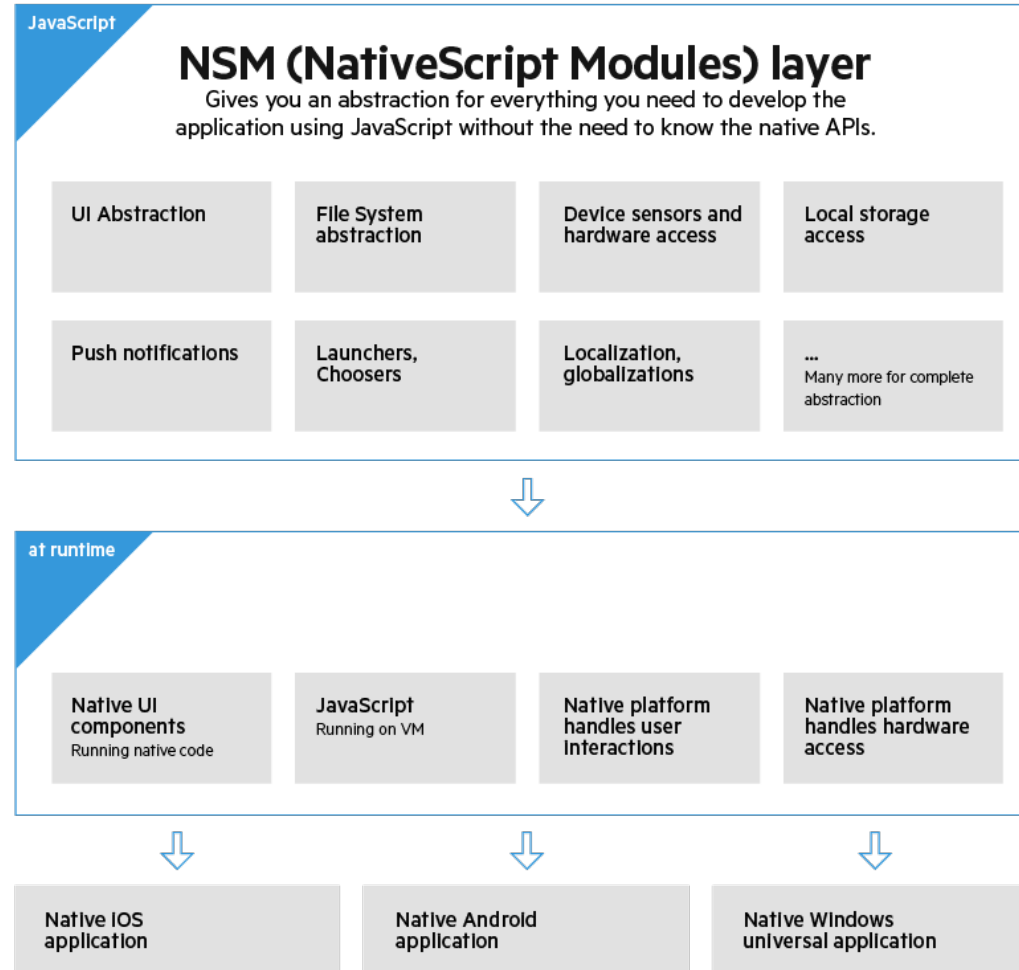 JavaScript
NSM (NativeScript Modules) layer
Gives you an abstraction for everything you need to develop the
application using JavaScript without the need to know the native APIs.
UI Abstraction
File System
abstraction
Device sensors and
hardware access
Local storage
access
Push notifications
Launchers,
Choosers
Localization,
globalizations
...
Many more for complete
abstraction
at runtime
Native UI
components
Running native code
JavaScript
Running on VM
Native platform
handles user
interactions
Native platform
handles hardware
access
Native iOS
application
Native Android
application
Native Windows
universal application